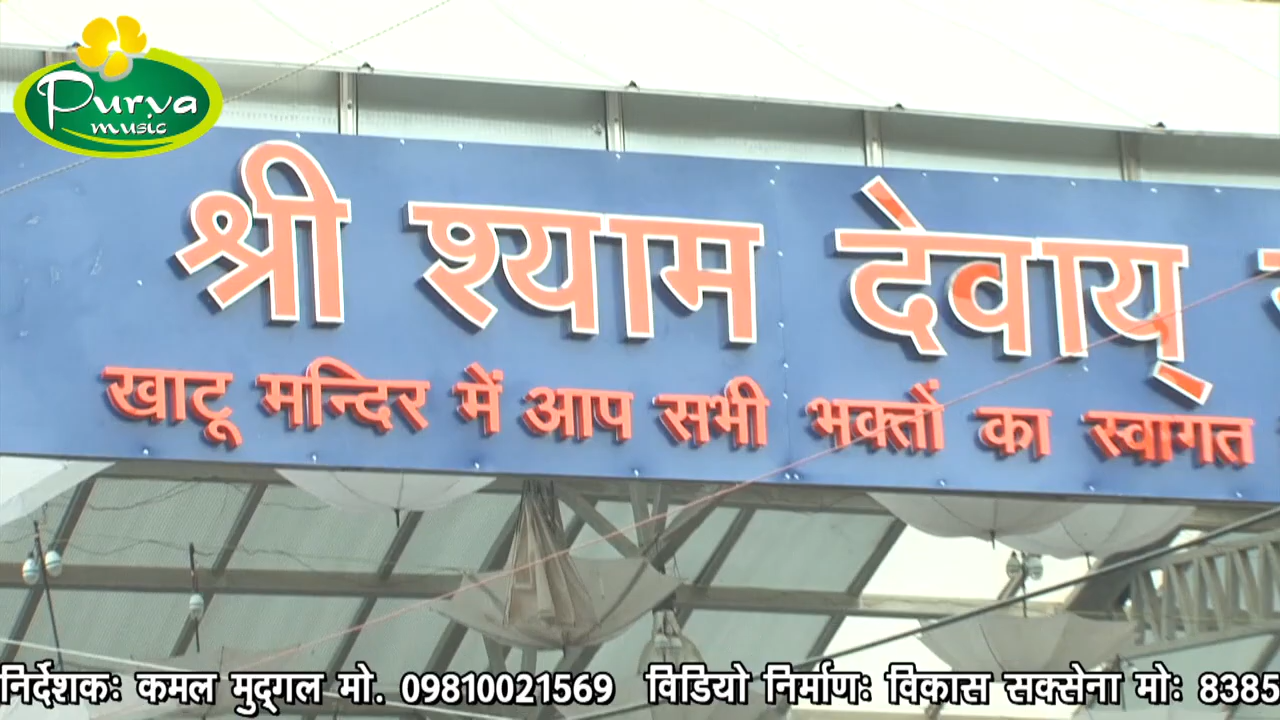 Purva
music
श्री श्याम देवाय्
खाटू मन्दिर में आप सभी भक्तों का स्वागत
निर्देशकः कमल मुद्गल मो. 09810021569 विडियो निर्माणः विकास सक्सेना मोः 8385